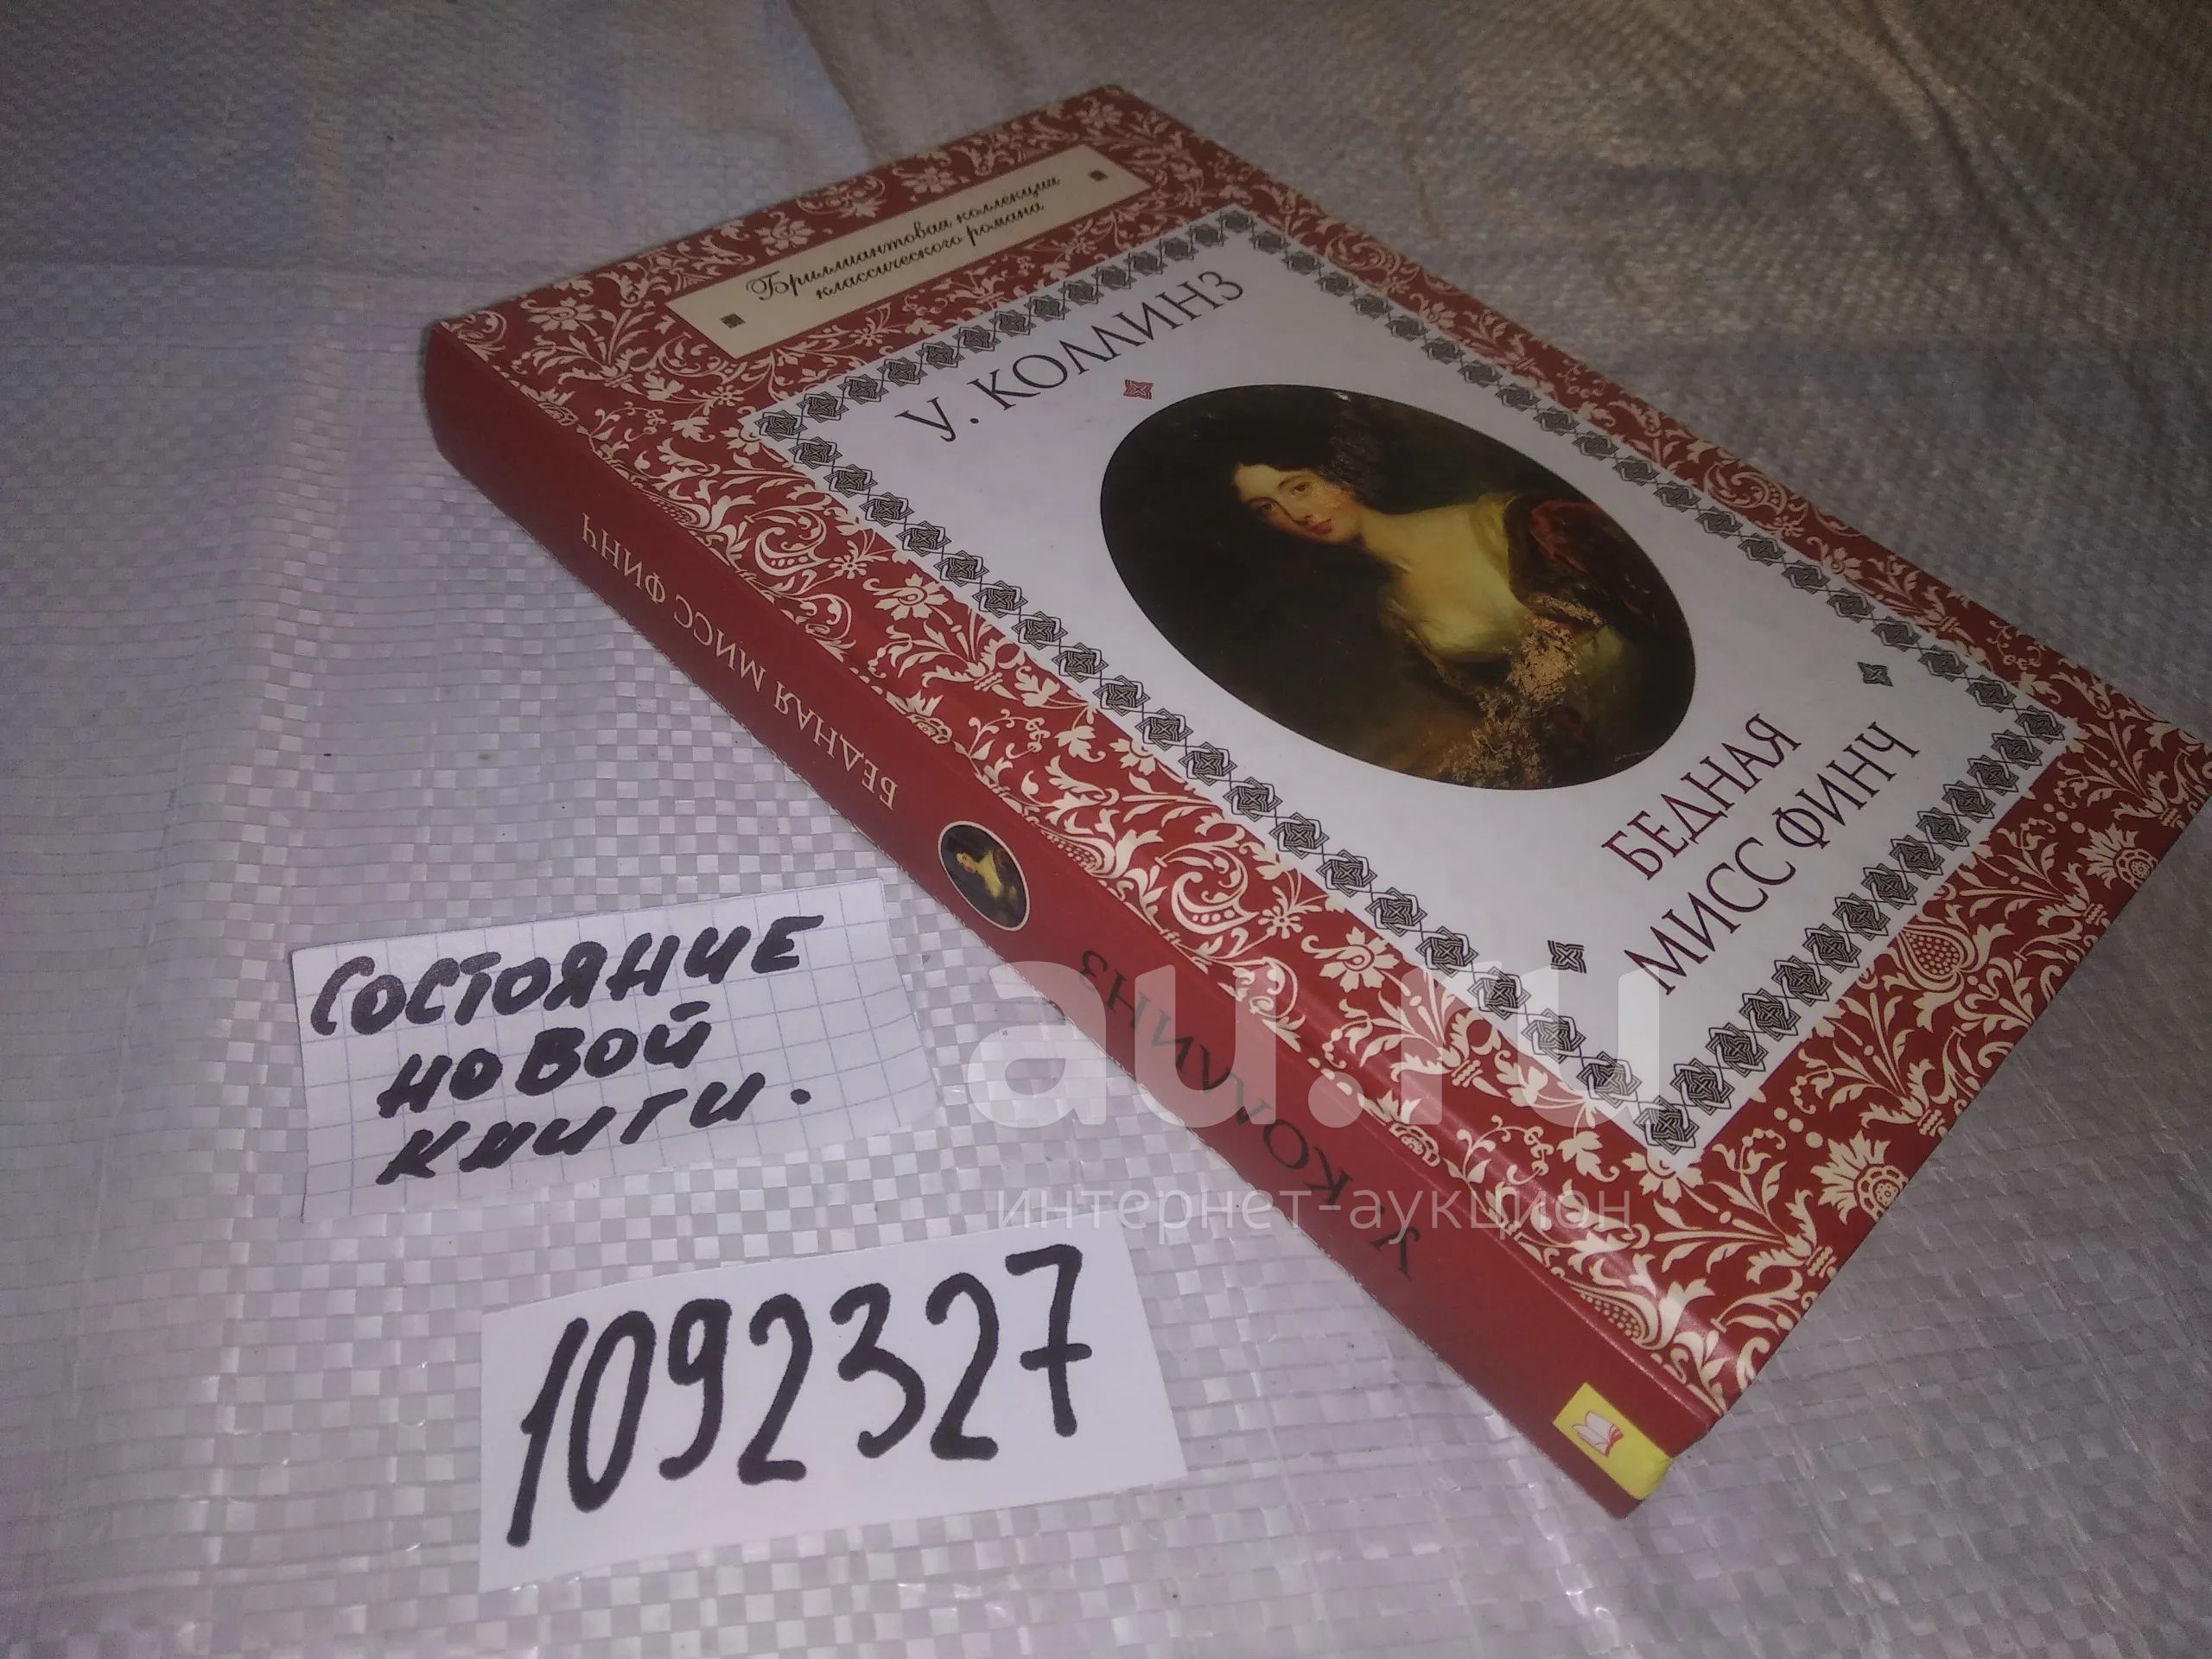 Бриллиантовая коллекция
классического романа
У. КОЛЛИНЗ
БЕДНАЯ
МИСС ФИНЧ
БЕДНАЯ МИСС ФИНЧ
У. КОЛЛИНЗ
СОСТОЯНИЕ
НОВОЙ
КНИГИ.
1092327
au.ru
интернет-аукцион